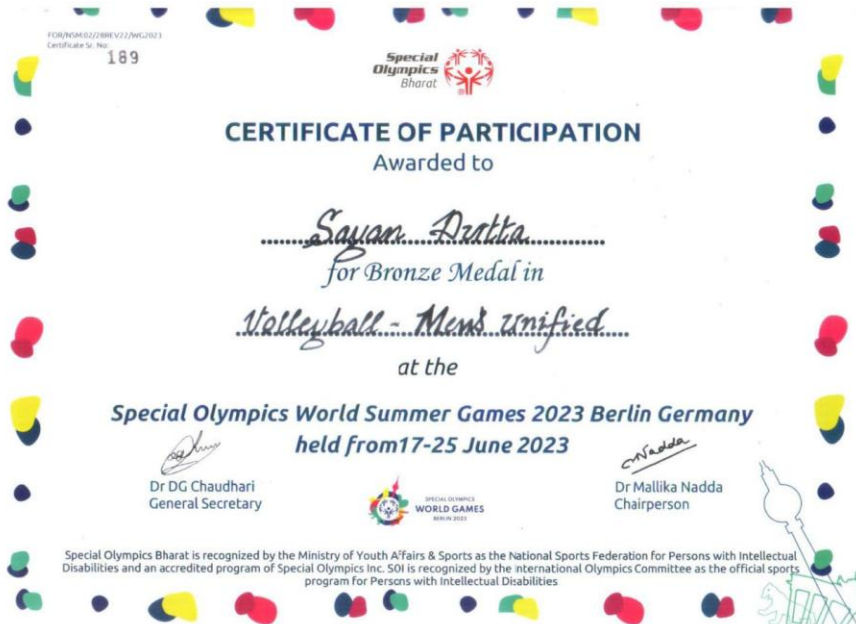 FOR/NSM:02/28REV22/WG2023
Certificate Sr. No:
189
Special
Olympics
Bharat
CERTIFICATE OF PARTICIPATION
Awarded to
Sayan Dutta
for Bronze Medal in
Volleyball - Mens Unified
at the
Special Olympics World Summer Games 2023 Berlin Germany
held from17-25 June 2023
Nadda
Dr DG Chaudhari
General Secretary
SPECIAL OLYMPICS
WORLD GAMES
BERLIN 2023
Dr Mallika Nadda
Chairperson
Special Olympics Bharat is recognized by the Ministry of Youth Affairs & Sports as the National Sports Federation for Persons with Intellectual
Disabilities and an accredited program of Special Olympics Inc. SOI is recognized by the International Olympics Committee as the official sports
program for Persons with Intellectual Disabilities